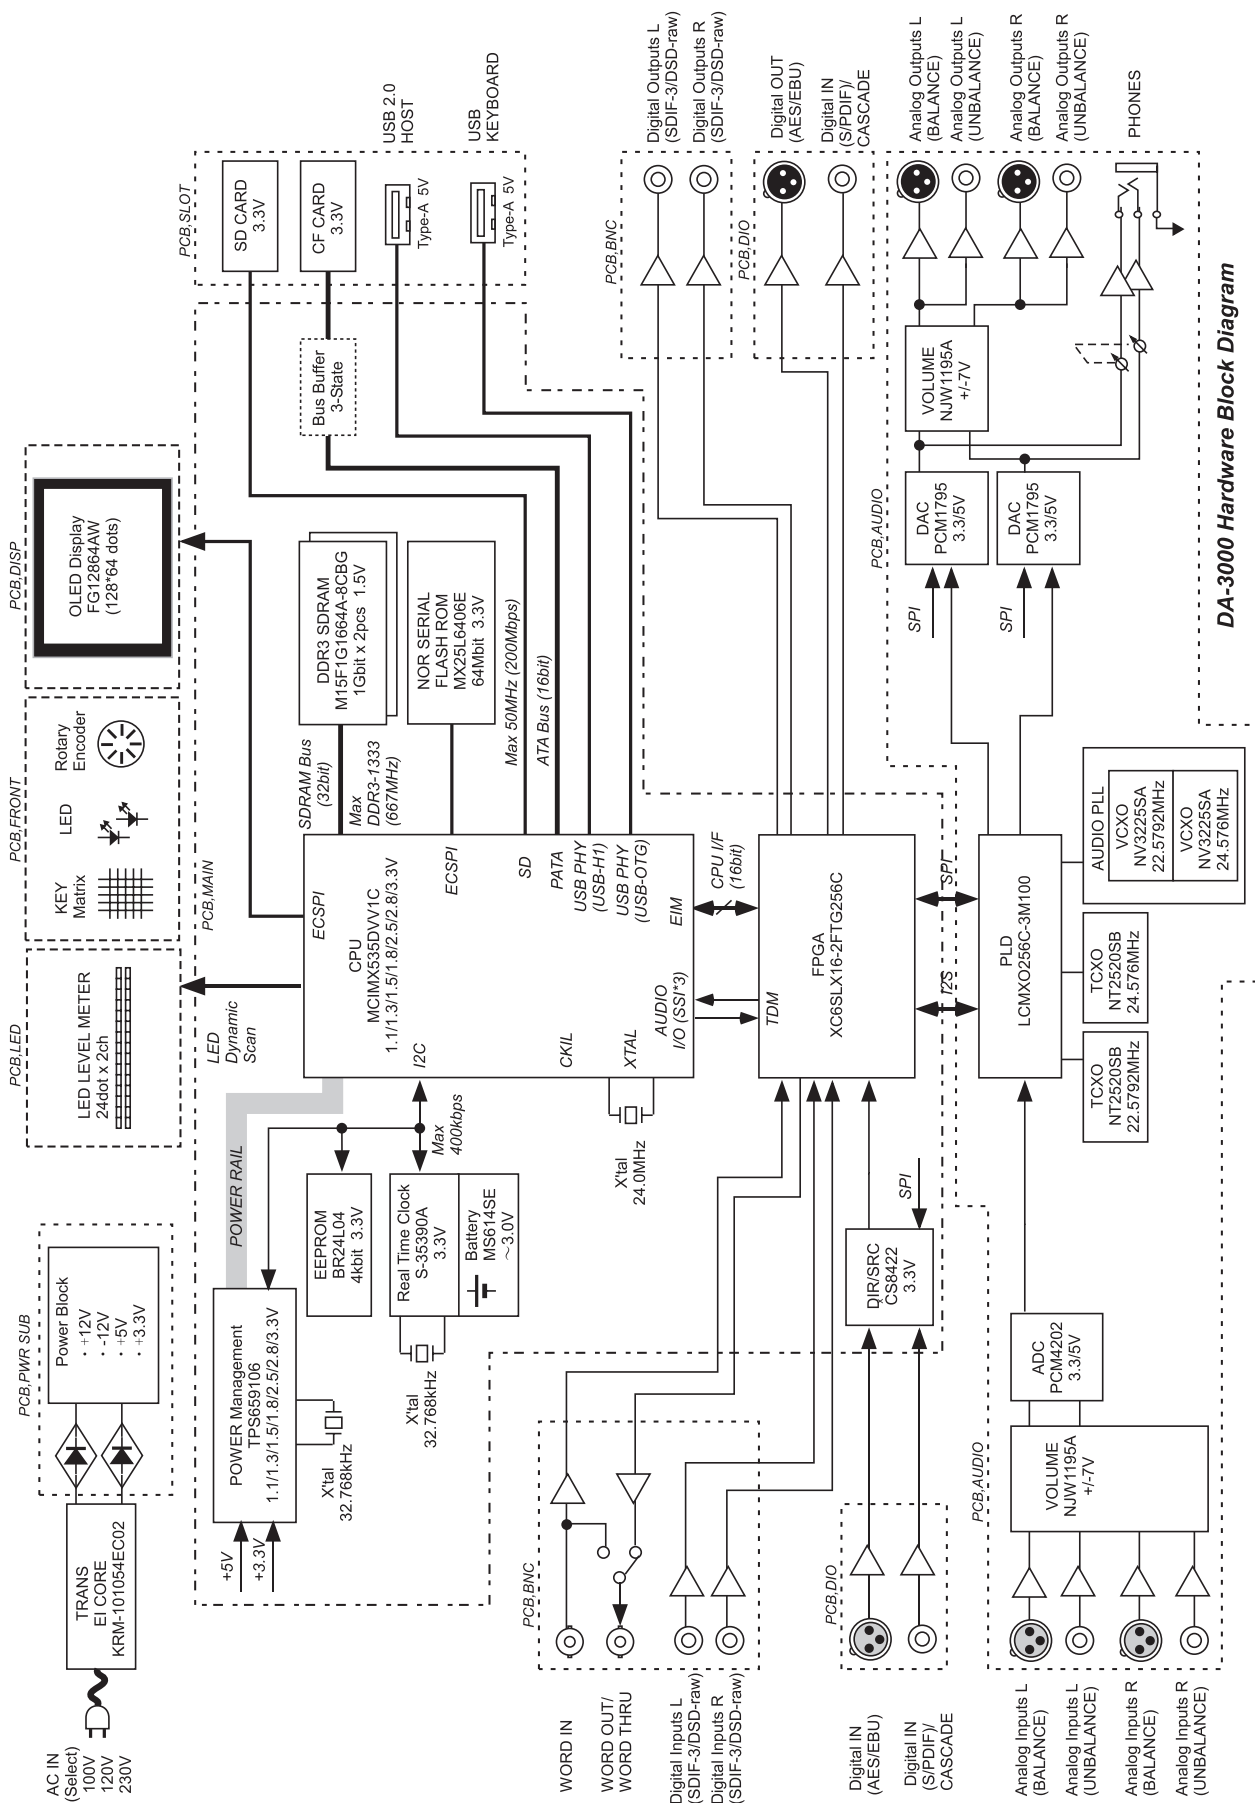 AC IN
(Select)
100V
120V
230V
TRANS
EI CORE
KRM-101054EC02
PCB,PWR SUB
Power Block
· +12V
· -12V
· +5V
· +3.3V
PCB,LED
LED LEVEL METER
24dot x 2ch
PCB,FRONT
KEY
Matrix
LED
Rotary
Encoder
PCB,DISP
OLED Display
FG12864AW
(128*64 dots)
PCB,MAIN
+5V
+3.3V
POWER Management
TPS659106
1.1/1.3/1.5/1.8/2.5/2.8/3.3V
X'tal
32.768kHz
POWER RAIL
EEPROM
BR24L04
4kbit 3.3V
Real Time Clock
S-35390A
3.3V
Battery
MS614SE
～3.0V
X'tal
32.768kHz
Max
400kbps
LED
Dynamic
Scan
ECSPI
CPU
MCIMX535DVV1C
1.1/1.3/1.5/1.8/2.5/2.8/3.3V
I2C
CKIL
XTAL
AUDIO
I/O (SSI*3)
ECSPI
SD
PATA
USB PHY
(USB-H1)
USB PHY
(USB-OTG)
EIM
X'tal
24.0MHz
SDRAM Bus
(32bit)
Max
DDR3-1333
(667MHz)
DDR3 SDRAM
M15F1G1664A-8CBG
1Gbit x 2pcs 1.5V
NOR SERIAL
FLASH ROM
MX25L6406E
64Mbit 3.3V
Max 50MHz (200Mbps)
ATA Bus (16bit)
Bus Buffer
3-State
PCB,SLOT
SD CARD
3.3V
CF CARD
3.3V
Type-A 5V
USB 2.0
HOST
Type-A 5V
USB
KEYBOARD
CPU I/F
(16bit)
TDM
FPGA
XC6SLX16-2FTG256C
I2S
SPI
PLD
LCMXO256C-3M100
TCXO
NT2520SB
22.5792MHz
TCXO
NT2520SB
24.576MHz
AUDIO PLL
VCXO
NV3225SA
22.5792MHz
VCXO
NV3225SA
24.576MHz
PCB,BNC
WORD IN
WORD OUT/
WORD THRU
Digital Inputs L
(SDIF-3/DSD-raw)
Digital Inputs R
(SDIF-3/DSD-raw)
PCB,DIO
Digital IN
(AES/EBU)
Digital IN
(S/PDIF)/
CASCADE
DIR/SRC
CS8422
3.3V
SPI
PCB,AUDIO
Analog Inputs L
(BALANCE)
Analog Inputs L
(UNBALANCE)
Analog Inputs R
(BALANCE)
Analog Inputs R
(UNBALANCE)
VOLUME
NJW1195A
+/-7V
ADC
PCM4202
3.3/5V
PCB,BNC
Digital Outputs L
(SDIF-3/DSD-raw)
Digital Outputs R
(SDIF-3/DSD-raw)
PCB,DIO
Digital OUT
(AES/EBU)
Digital IN
(S/PDIF)/
CASCADE
PCB,AUDIO
SPI
DAC
PCM1795
3.3/5V
SPI
DAC
PCM1795
3.3/5V
VOLUME
NJW1195A
+/-7V
Analog Outputs L
(BALANCE)
Analog Outputs L
(UNBALANCE)
Analog Outputs R
(BALANCE)
Analog Outputs R
(UNBALANCE)
PHONES
DA-3000 Hardware Block Diagram